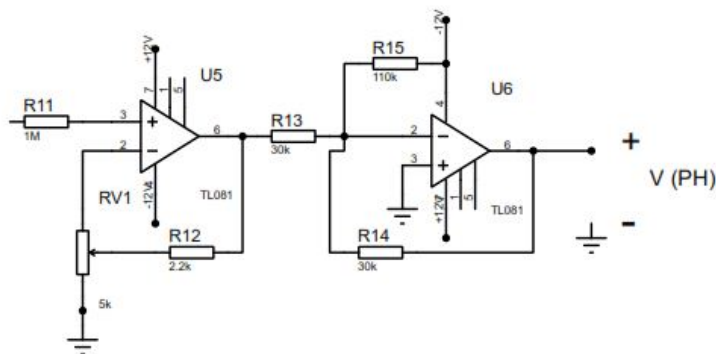 -12V
R15
110k
+12V
U5
U6
7
1
5
4
R11
1M
3
2
6
R13
30k
2
3
6
+
V (PH)
-
RV1
-12V
4
TL081
+12V
7
1
5
TL081
R12
2.2k
R14
30k
5k